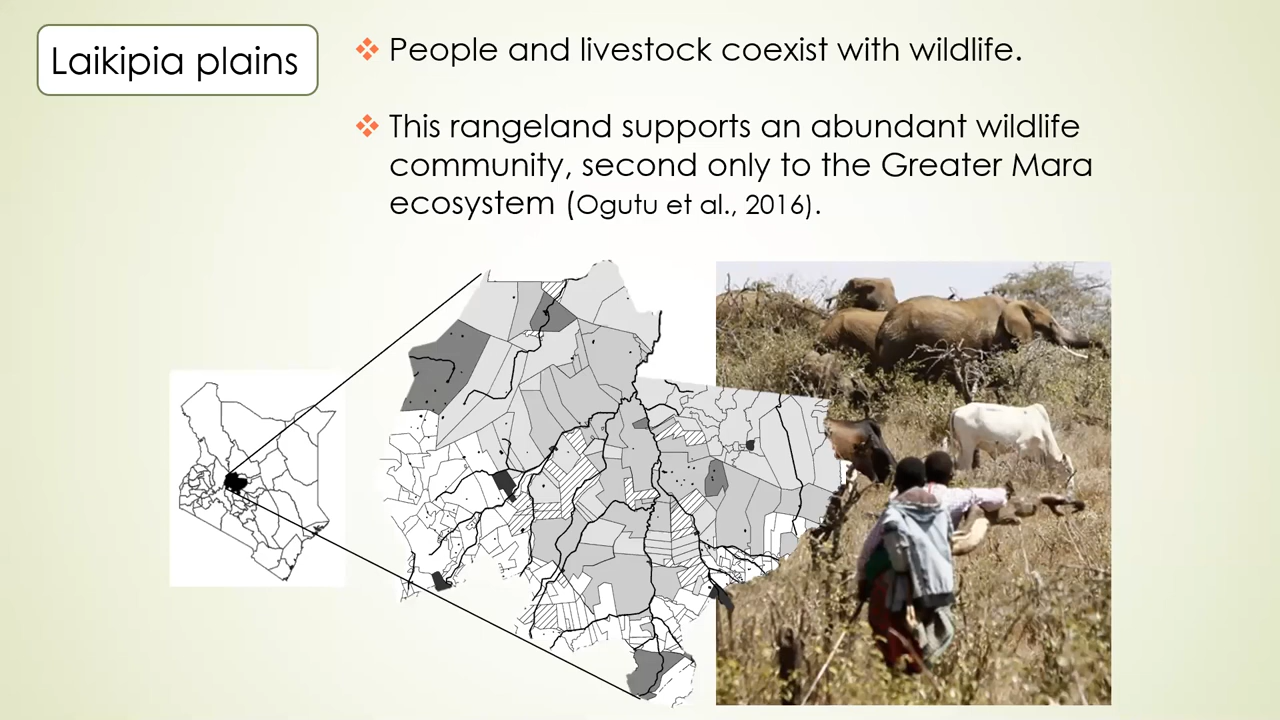 Laikipia plains
❖ People and livestock coexist with wildlife.
❖ This rangeland supports an abundant wildlife
community, second only to the Greater Mara
ecosystem (Ogutu et al., 2016).